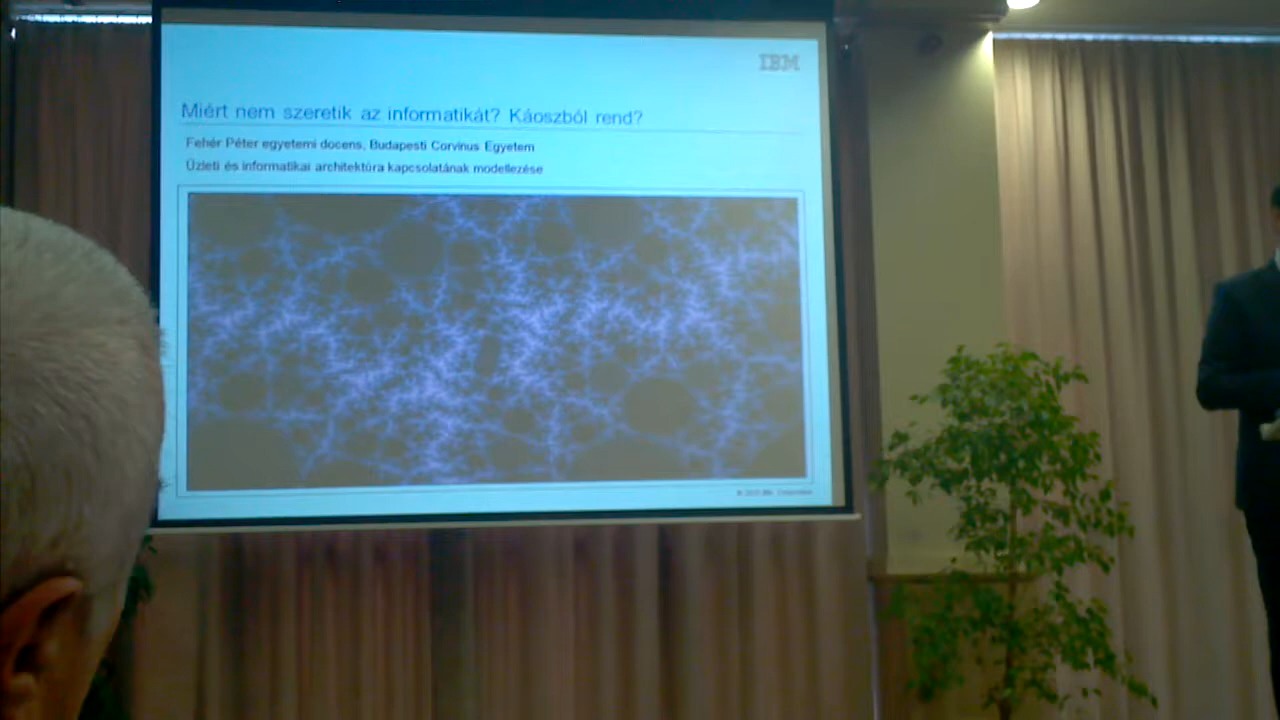 IBM
Miért nem szeretik az informatikát? Káoszból rend?
Fehér Péter egyetemi docens, Budapesti Corvinus Egyetem
Üzleti és informatikai architektúra kapcsolatának modellezése